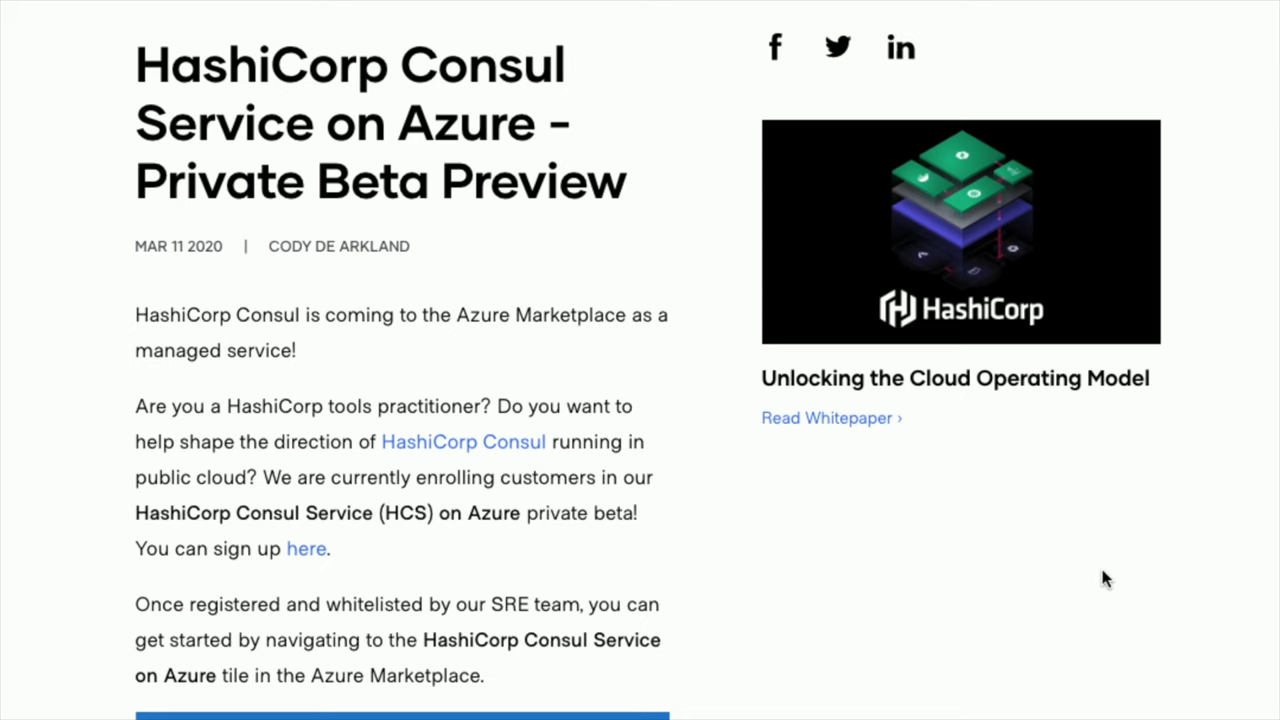 HashiCorp Consul
Service on Azure -
Private Beta Preview
MAR 11 2020 | CODY DE ARKLAND
HashiCorp Consul is coming to the Azure Marketplace as a
managed service!
Are you a HashiCorp tools practitioner? Do you want to
help shape the direction of HashiCorp Consul running in
public cloud? We are currently enrolling customers in our
HashiCorp Consul Service (HCS) on Azure private beta!
You can sign up here.
Once registered and whitelisted by our SRE team, you can
get started by navigating to the HashiCorp Consul Service
on Azure tile in the Azure Marketplace.
HashiCorp
Unlocking the Cloud Operating Model
Read Whitepaper ›